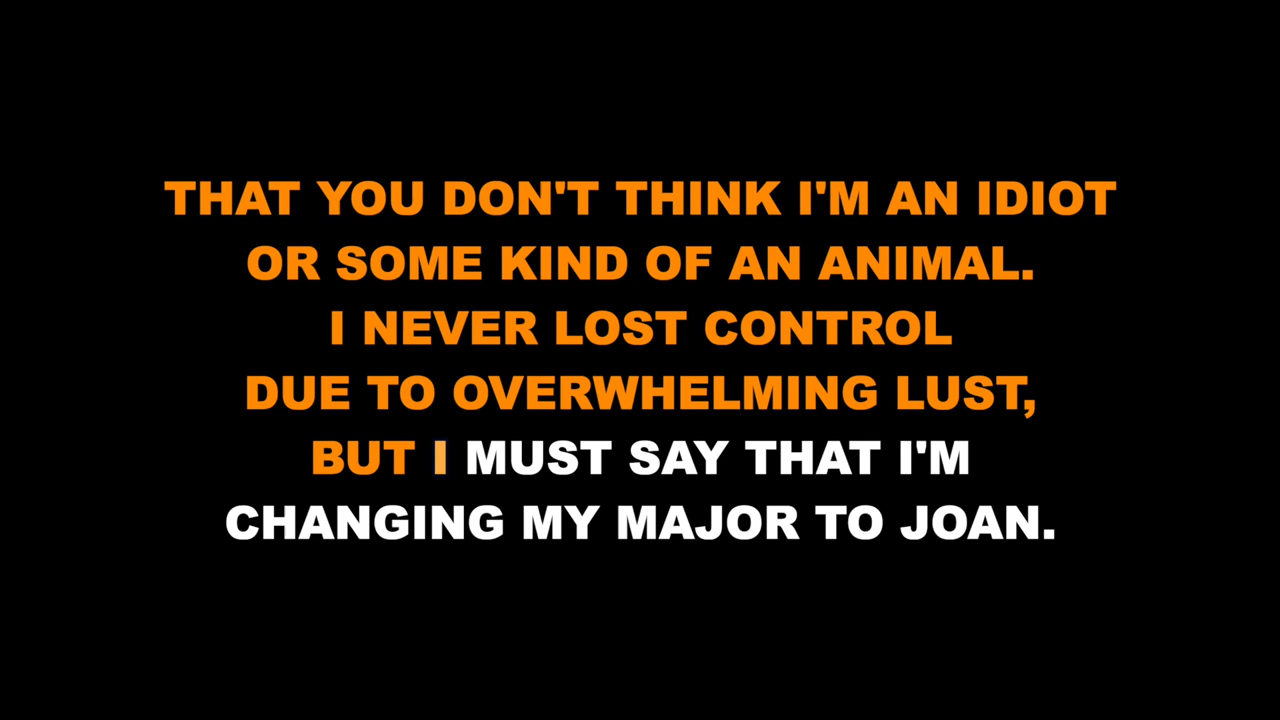 THAT YOU DON'T THINK I'M AN IDIOT
OR SOME KIND OF AN ANIMAL.
I NEVER LOST CONTROL
DUE TO OVERWHELMING LUST,
BUT I MUST SAY THAT I'M
CHANGING MY MAJOR TO JOAN.